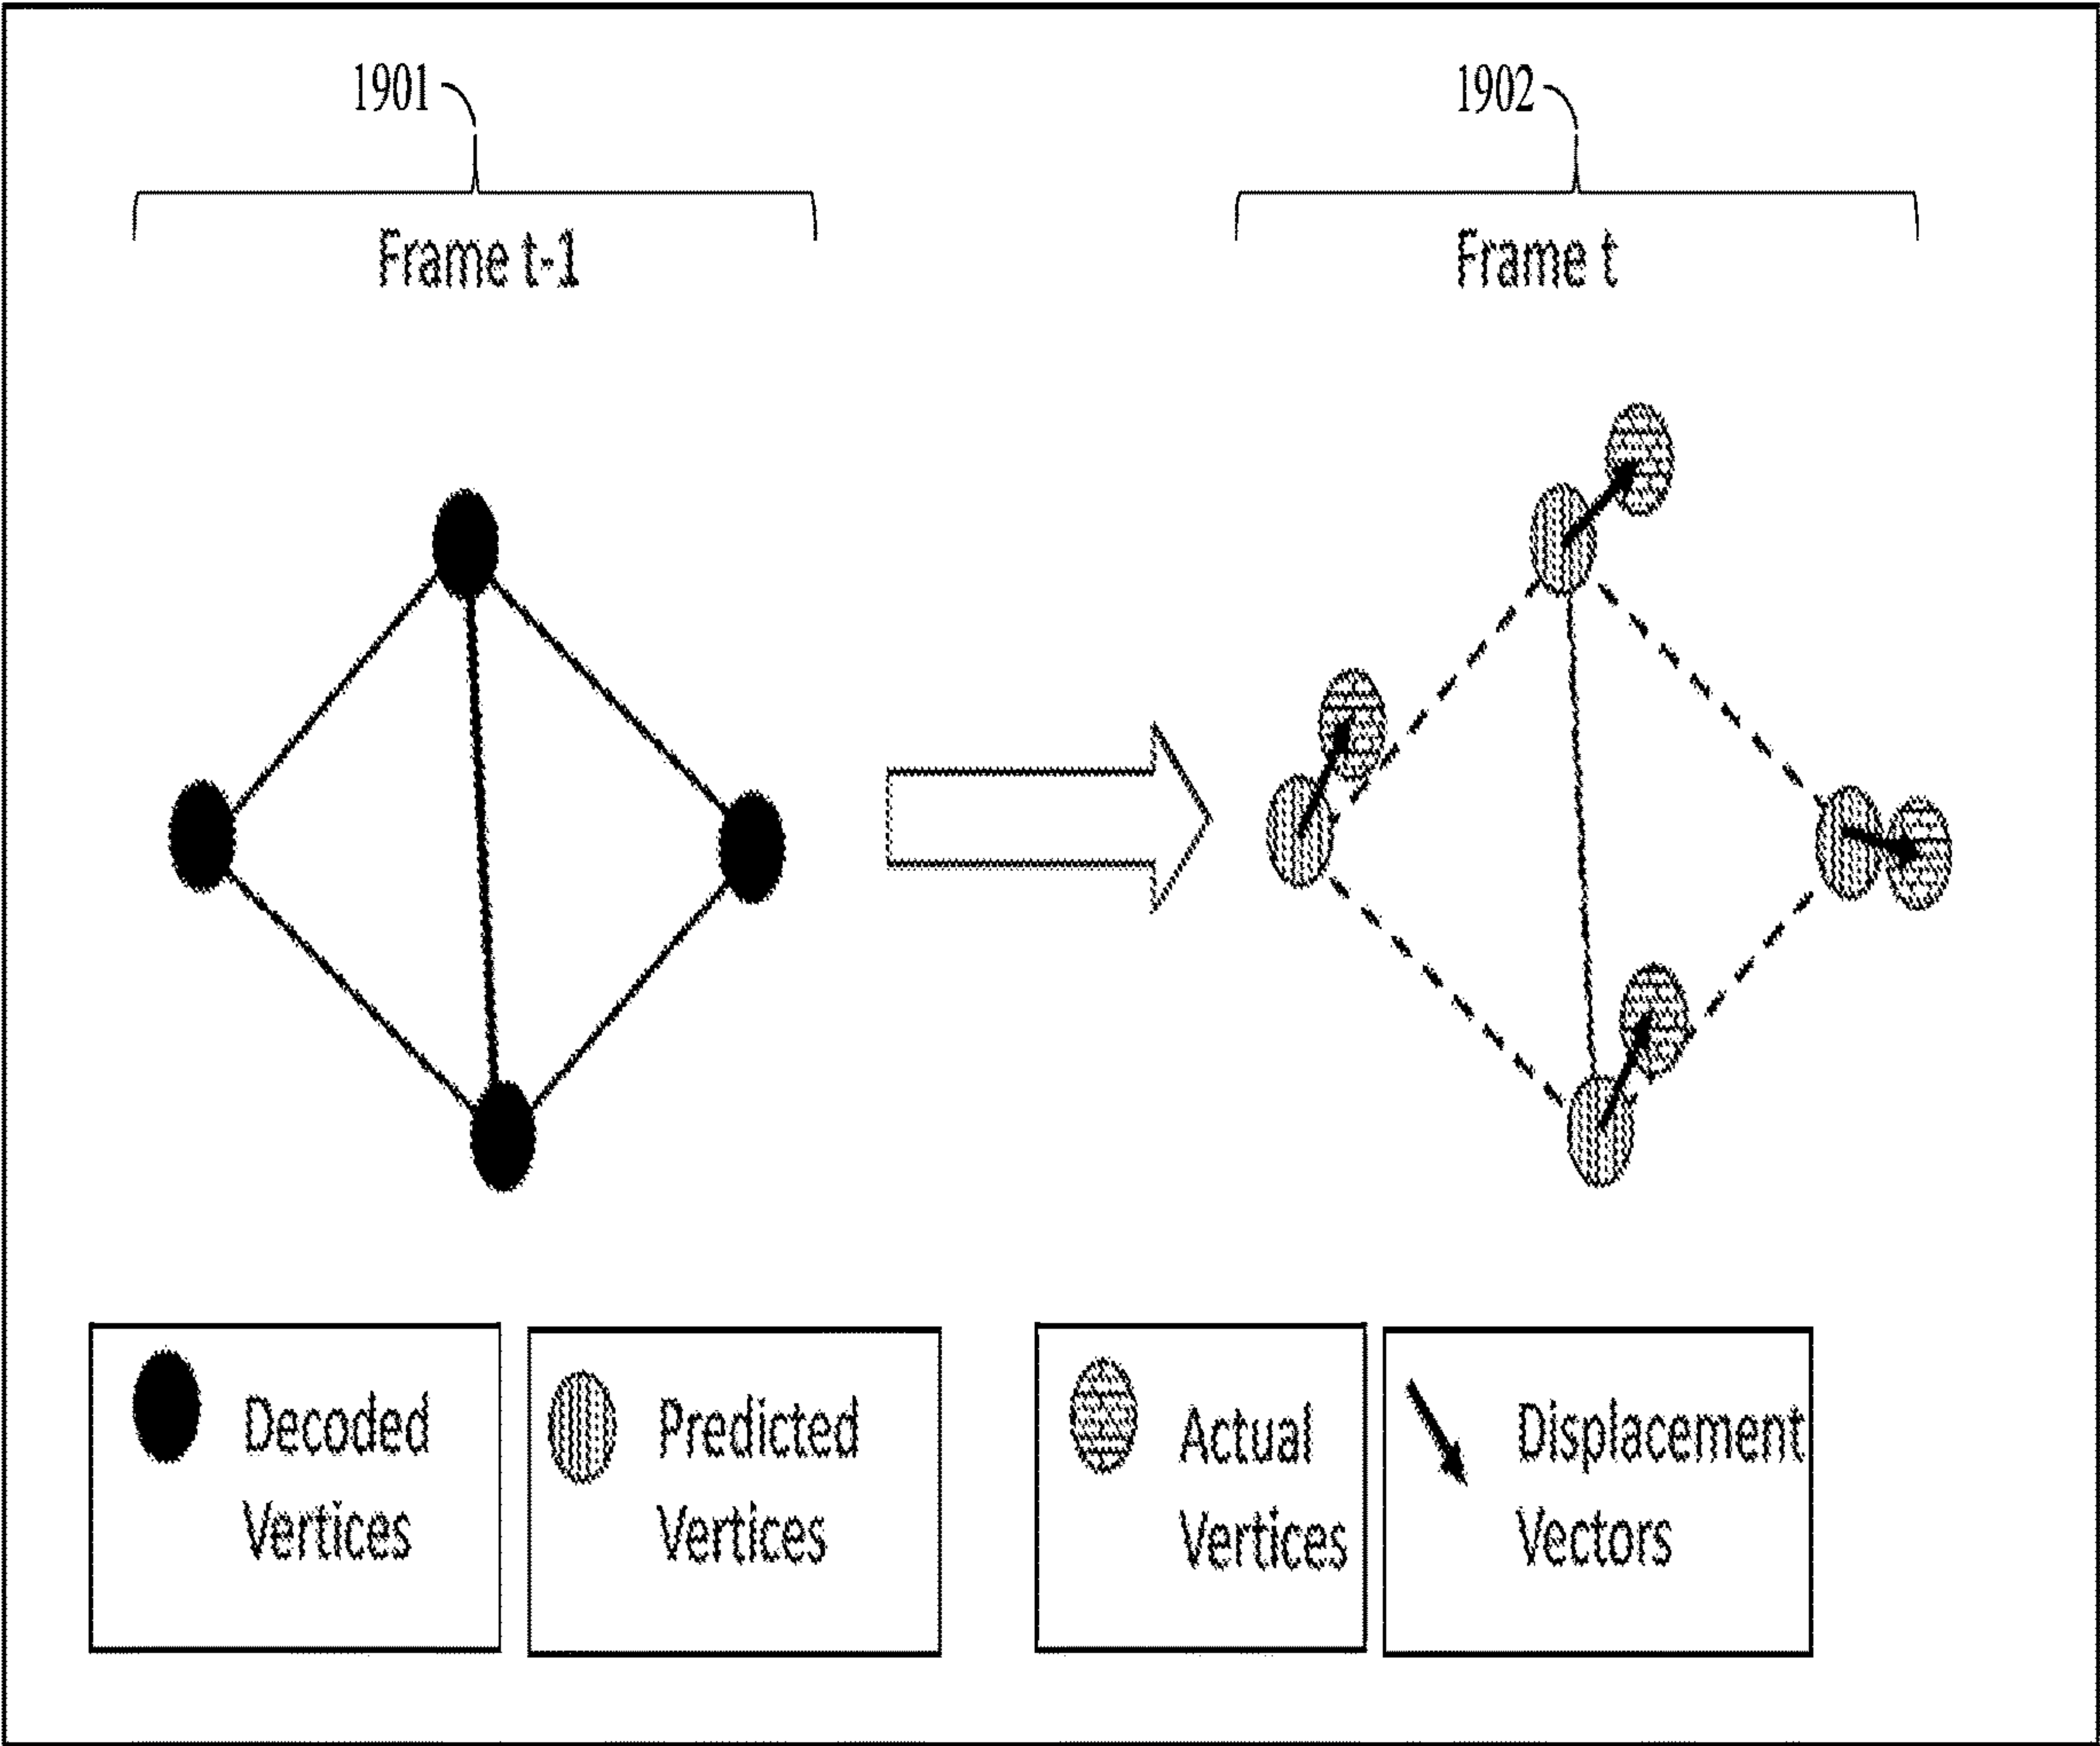 1901
1902
Frame t-1
Frame t
Decoded
Vertices
Predicted
Vertices
Actual
Vertices
Displacement
Vectors